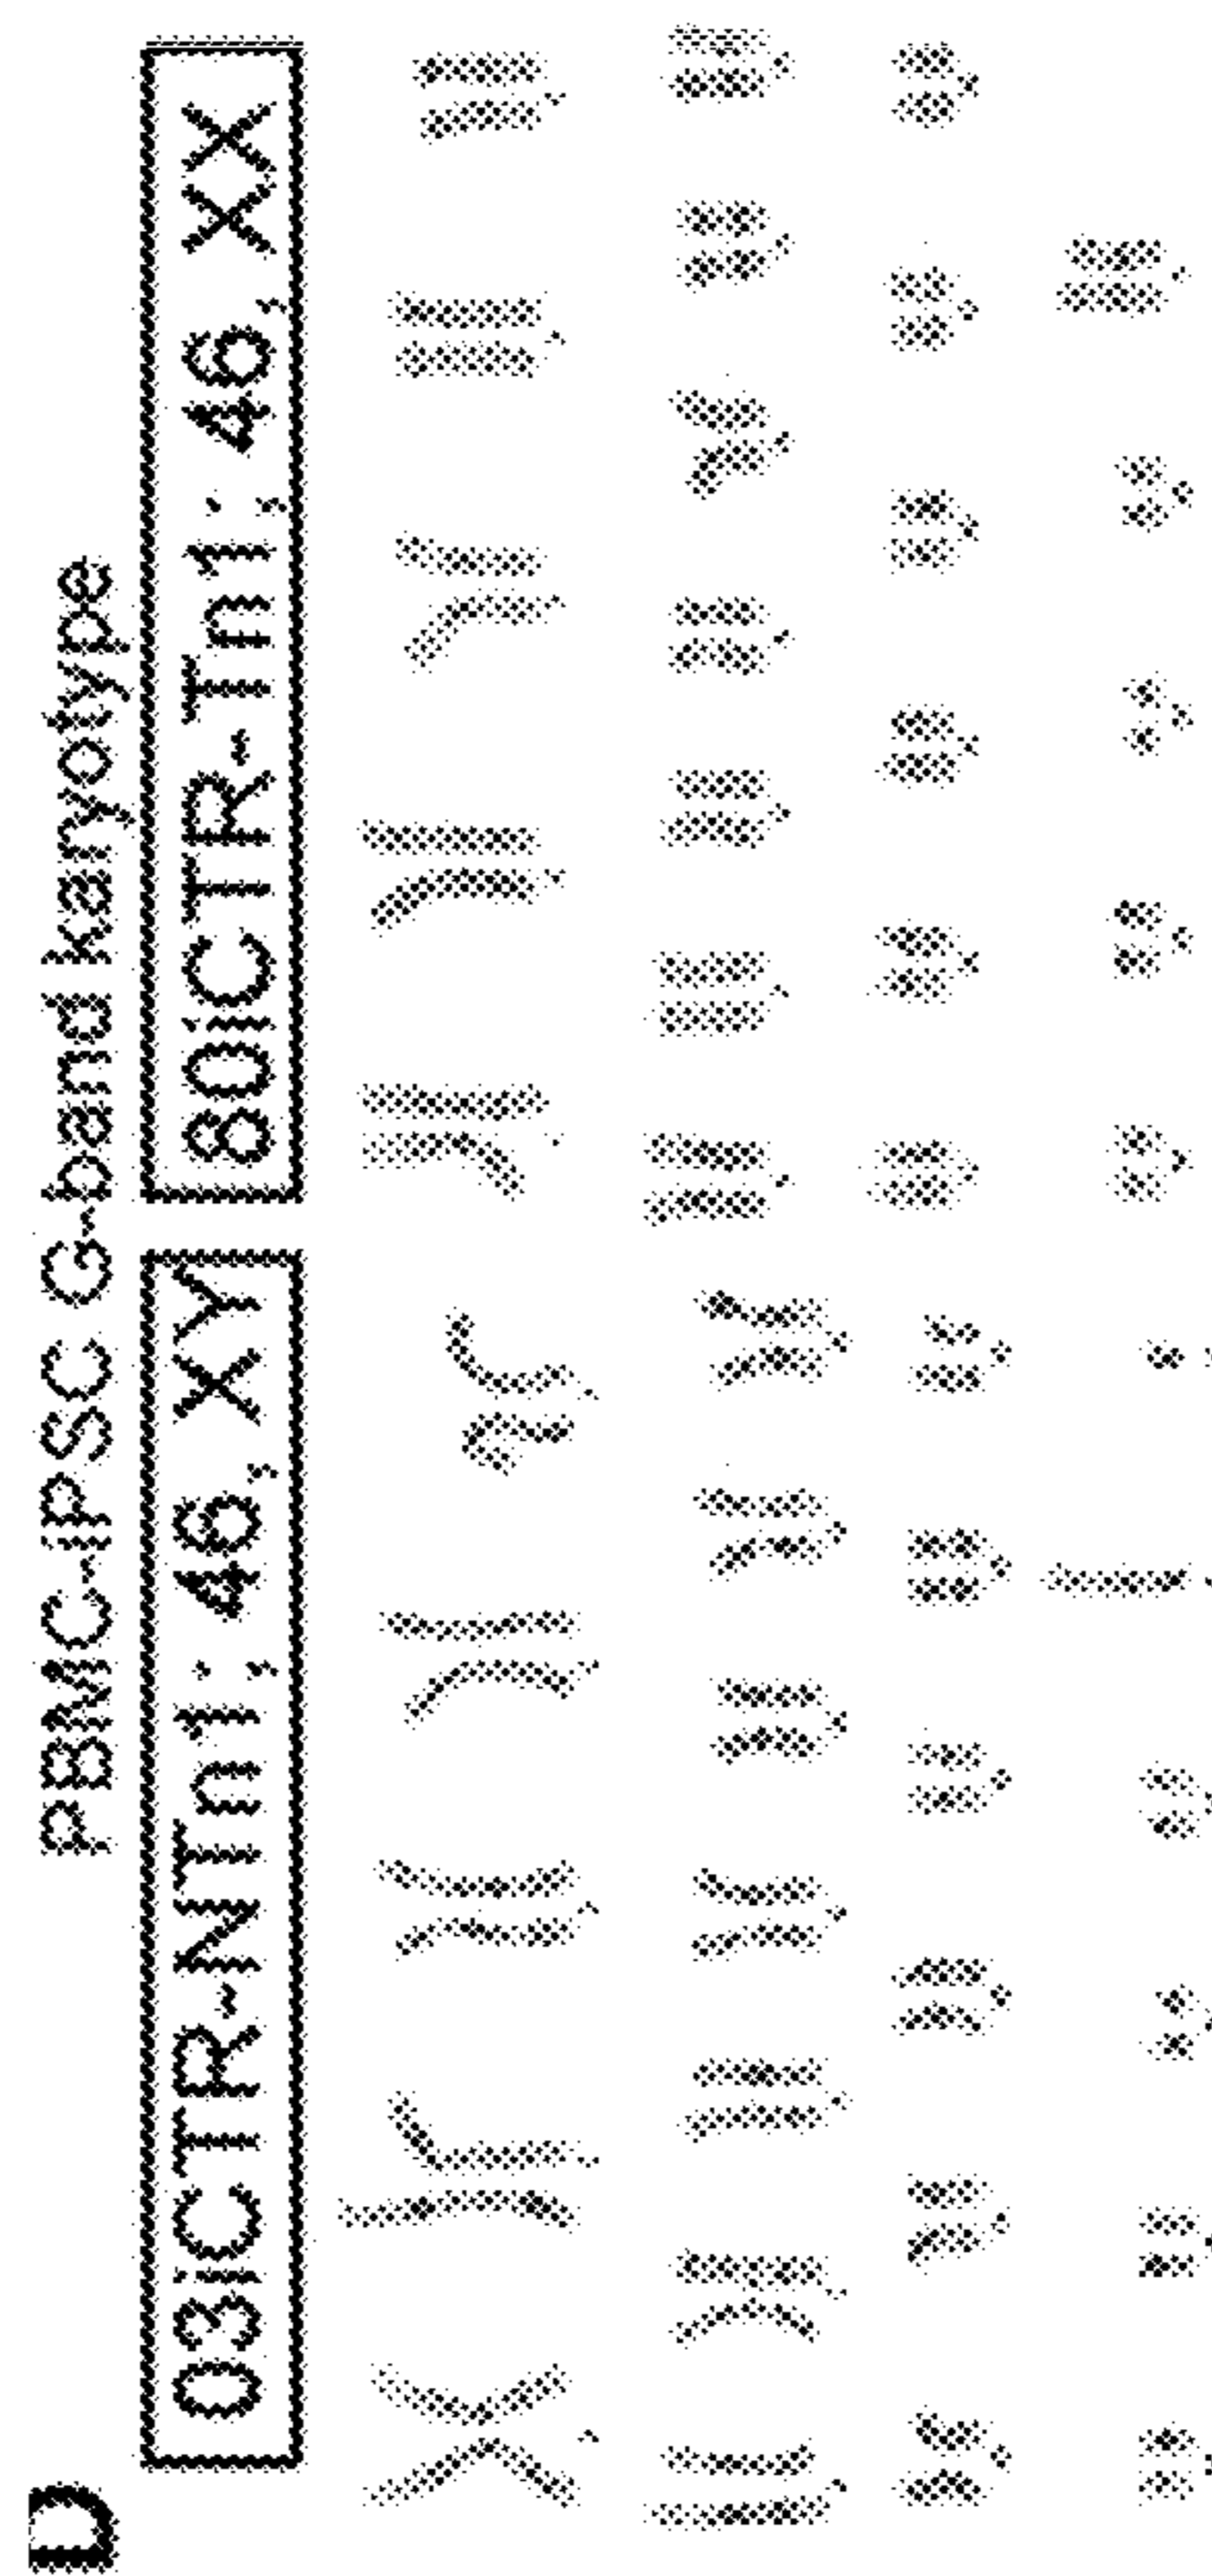 D
PBMC-iPSC G-band karyotype
03iCTR-NTn1; 46, XY
80iCTR-Tn1; 46, XX